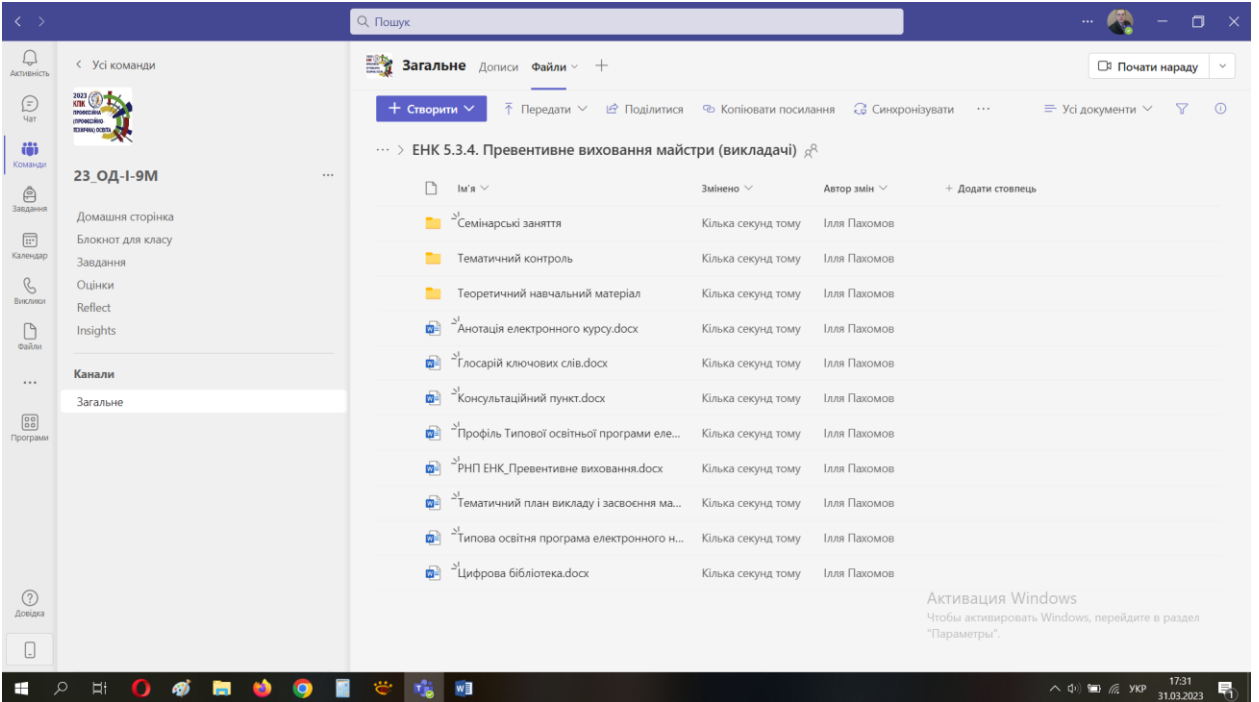 Пошук
Активність
Чат
Команди
Завдання
Календар
Виклики
Файли
Програми
Довідка
Усі команди
2023
КПК
ПРОФЕСІЙНА
(ПРОФЕСІЙНО
ТЕХНІЧНА) ОСВІТА
23_ОД-І-9М
Домашня сторінка
Блокнот для класу
Завдання
Оцінки
Reflect
Insights
Канали
Загальне
Загальне Дописи Файли
Почати нараду
Створити Передати Поділитися Копіювати посилання Синхронізувати ... Усі документи
... > ЕНК 5.3.4. Превентивне виховання майстри (викладачі)
Ім'я Змінено Автор змін + Додати стовпець
Семінарські заняття Кілька секунд тому Ілля Пахомов
Тематичний контроль Кілька секунд тому Ілля Пахомов
Теоретичний навчальний матеріал Кілька секунд тому Ілля Пахомов
Анотація електронного курсу.docx Кілька секунд тому Ілля Пахомов
Глосарій ключових слів.docx Кілька секунд тому Ілля Пахомов
Консультаційний пункт.docx Кілька секунд тому Ілля Пахомов
Профіль Типової освітньої програми еле... Кілька секунд тому Ілля Пахомов
РНП ЕНК_Превентивне виховання.docx Кілька секунд тому Ілля Пахомов
Тематичний план викладу і засвоєння ма... Кілька секунд тому Ілля Пахомов
Типова освітня програма електронного н... Кілька секунд тому Ілля Пахомов
Цифрова бібліотека.docx Кілька секунд тому Ілля Пахомов
Активация Windows
Чтобы активировать Windows, перейдите в раздел
"Параметры".
УКР
17:31
31.03.2023